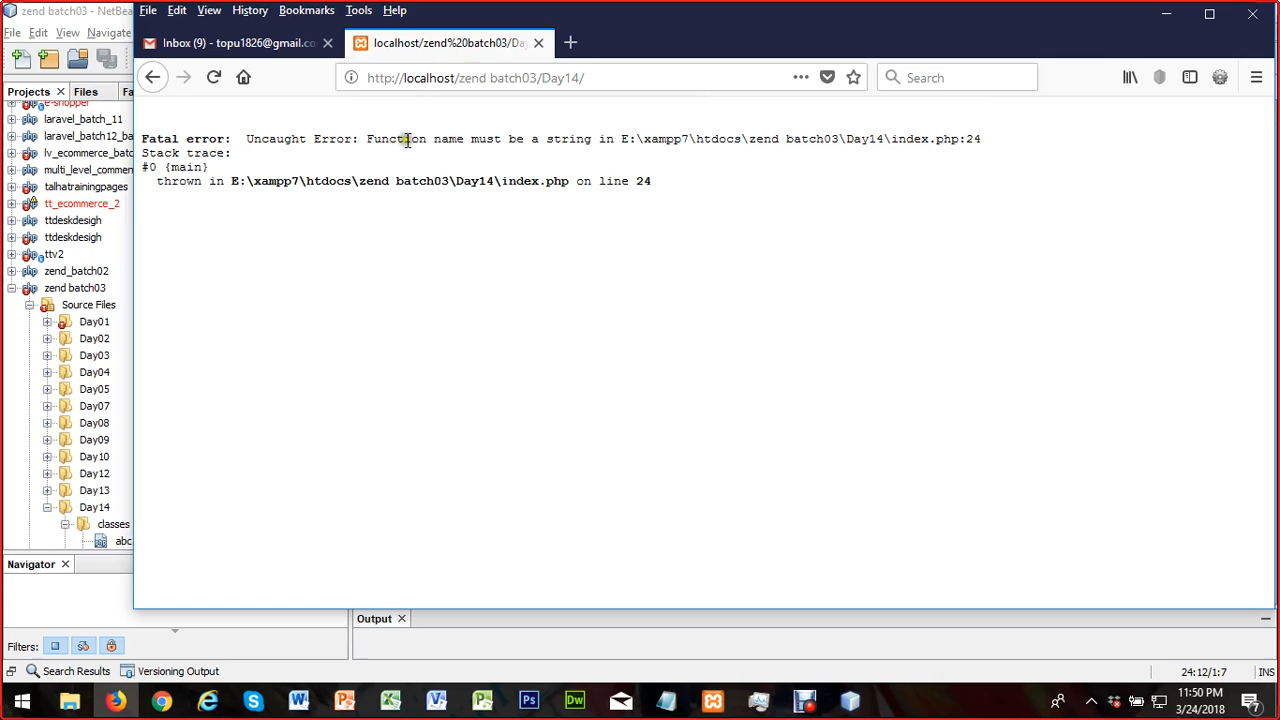 zend batch03 - NetBea
File Edit View History Bookmarks Tools Help
File Edit View Navigate
Inbox (9) - topu1826@gmail.co
localhost/zend%20batch03/Da
http://localhost/zend batch03/Day14/
Search
Projects
Files
Fa
e-shopper
laravel_batch_11
laravel_batch12_ba
lv_ecommerce_batc
multi_level_commen
talhatrainingpages
tt_ecommerce_2
ttdeskdesigh
ttdeskdesigh
ttv2
zend_batch02
zend batch03
Source Files
Day01
Day02
Day03
Day04
Day05
Day07
Day08
Day09
Day10
Day12
Day13
Day14
classes
abc
Fatal error: Uncaught Error: Function name must be a string in E:\xampp7\htdocs\zend batch03\Day14\index.php:24
Stack trace:
#0 {main}
thrown in E:\xampp7\htdocs\zend batch03\Day14\index.php on line 24
Navigator
Output
Filters:
Search Results
Versioning Output
24:12/1:7
INS
11:50 PM
3/24/2018
7